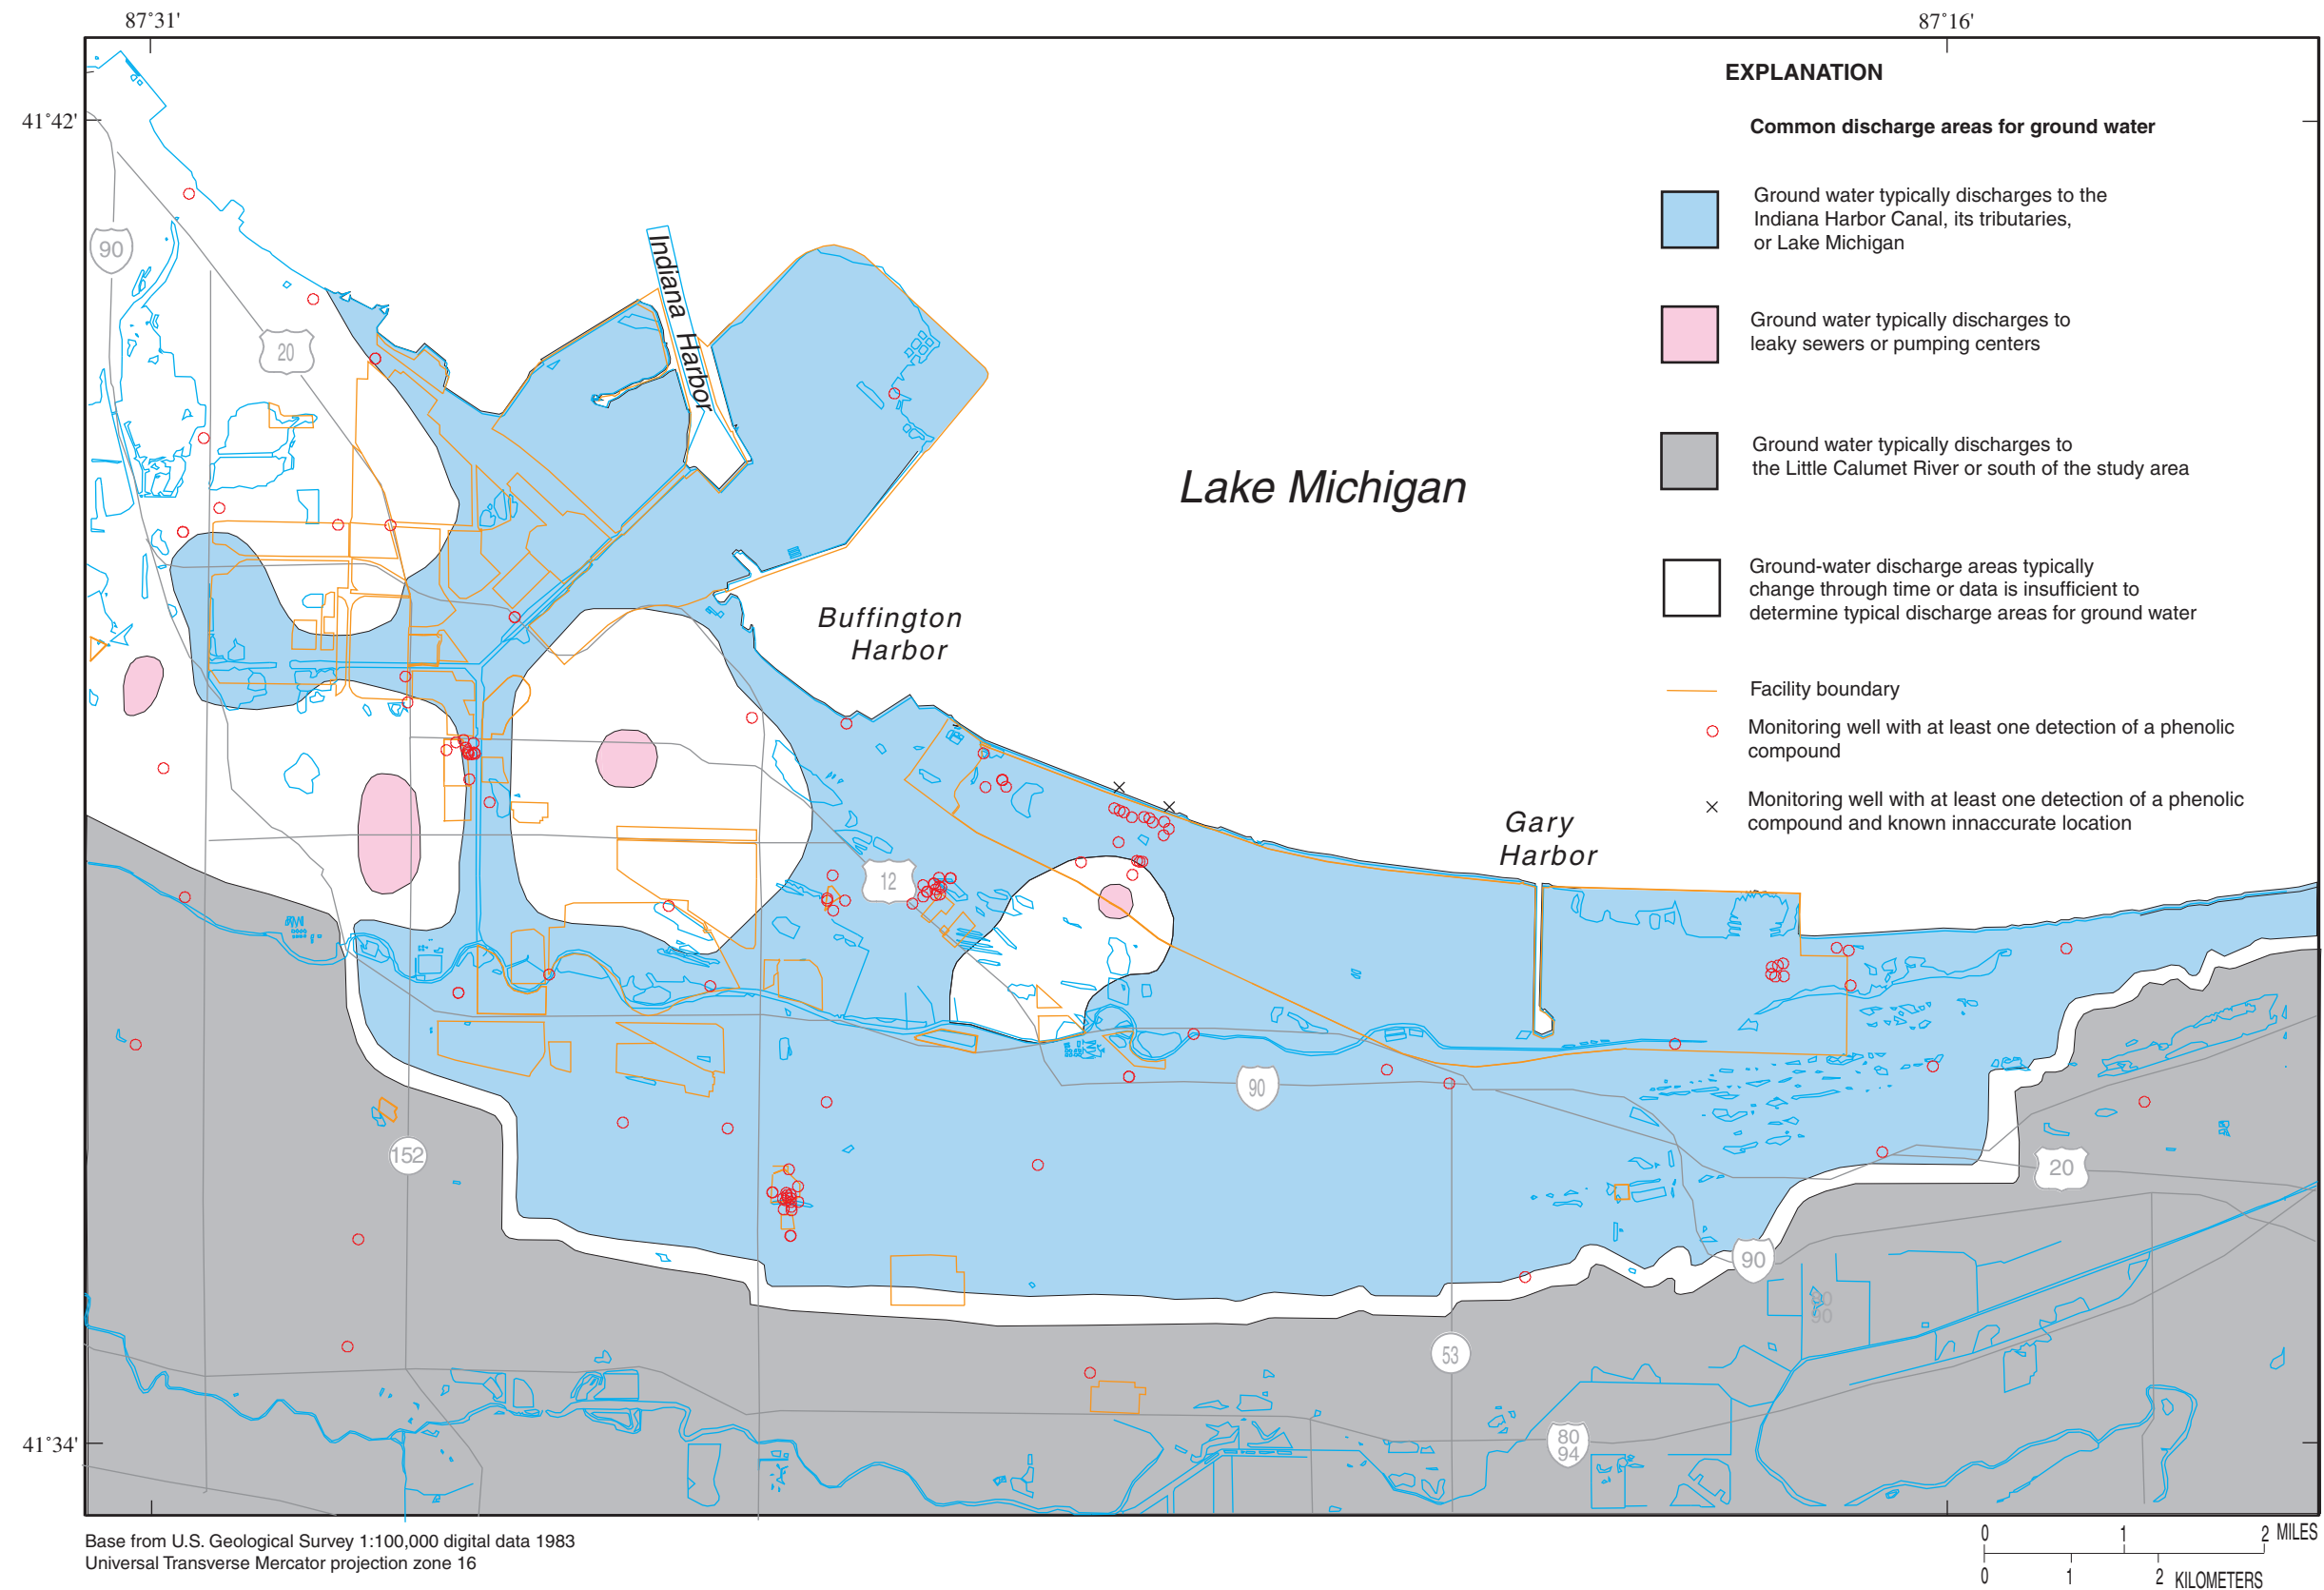 87°31'
87°16'
41°42'
EXPLANATION
Common discharge areas for ground water
Ground water typically discharges to the
Indiana Harbor Canal, its tributaries,
or Lake Michigan
Ground water typically discharges to
leaky sewers or pumping centers
Ground water typically discharges to
the Little Calumet River or south of the study area
Ground-water discharge areas typically
change through time or data is insufficient to
determine typical discharge areas for ground water
Facility boundary
Monitoring well with at least one detection of a phenolic
compound
Monitoring well with at least one detection of a phenolic
compound and known innaccurate location
90
20
Indiana Harbor
Lake Michigan
Buffington
Harbor
Gary
Harbor
12
90
152
20
90
90
90
53
80
94
41°34'
Base from U.S. Geological Survey 1:100,000 digital data 1983
Universal Transverse Mercator projection zone 16
0 1 2 MILES
0 1 2 KILOMETERS